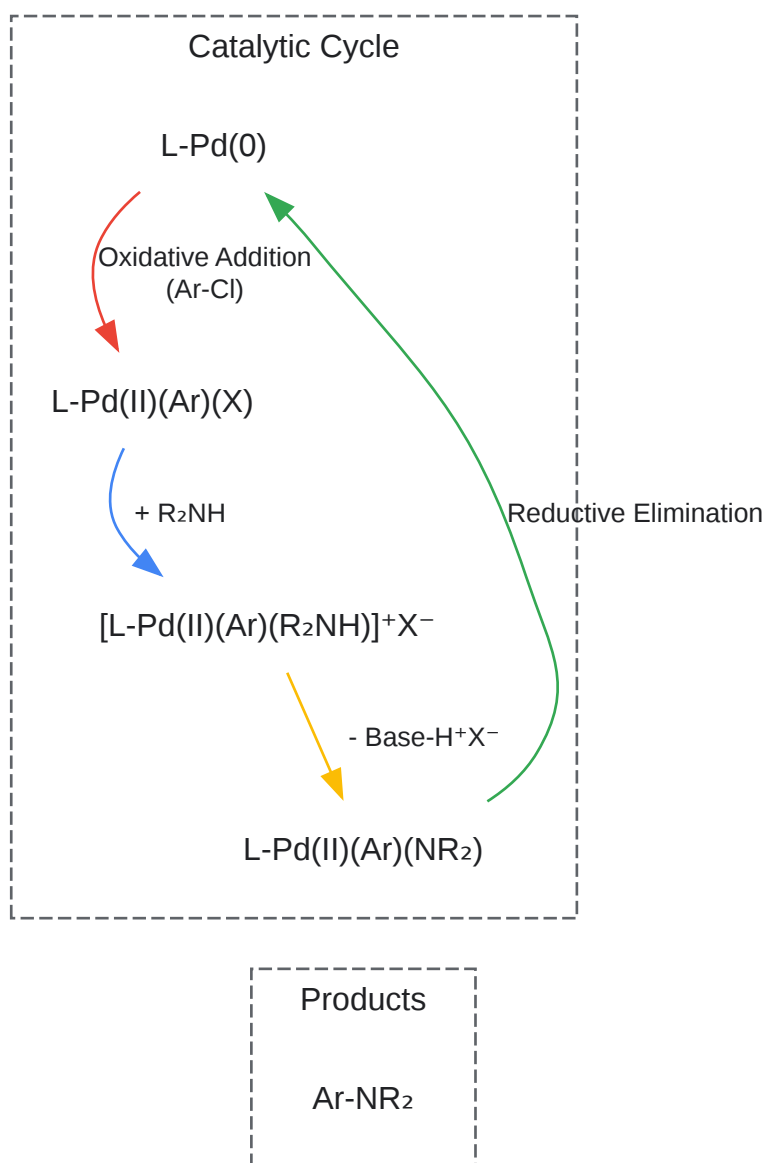 Catalytic Cycle
L-Pd(0)
Oxidative Addition
(Ar-Cl)
L-Pd(II)(Ar)(X)
+ R₂NH
Reductive Elimination
[L-Pd(II)(Ar)(R₂NH)]⁺X⁻
- Base-H⁺X⁻
L-Pd(II)(Ar)(NR₂)
Products
Ar-NR₂